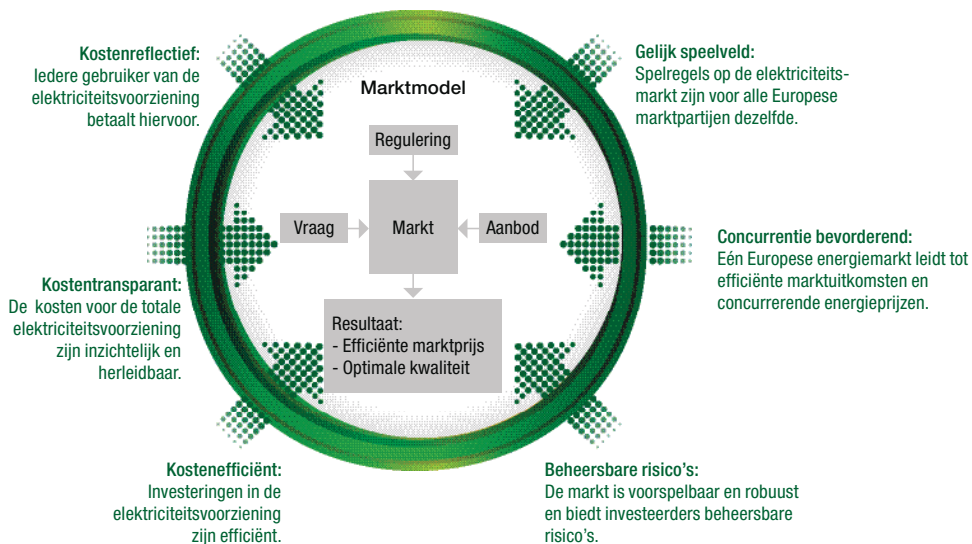 Kostenreflectief:
Iedere gebruiker van de
elektriciteitsvoorziening
betaalt hiervoor.
Gelijk speelveld:
Spelregels op de elektriciteits-
markt zijn voor alle Europese
marktpartijen dezelfde.
Marktmodel
Regulering
Vraag
Markt
Aanbod
Resultaat:
- Efficiënte marktprijs
- Optimale kwaliteit
Kostentransparant:
De kosten voor de totale
elektriciteitsvoorziening
zijn inzichtelijk en
herleidbaar.
Concurrentie bevorderend:
Eén Europese energiemarkt leidt tot
efficiënte marktuitkomsten en
concurrerende energieprijzen.
Kostenefficiënt:
Investeringen in de
elektriciteitsvoorziening
zijn efficiënt.
Beheersbare risico's:
De markt is voorspelbaar en robuust
en biedt investeerders beheersbare
risico's.